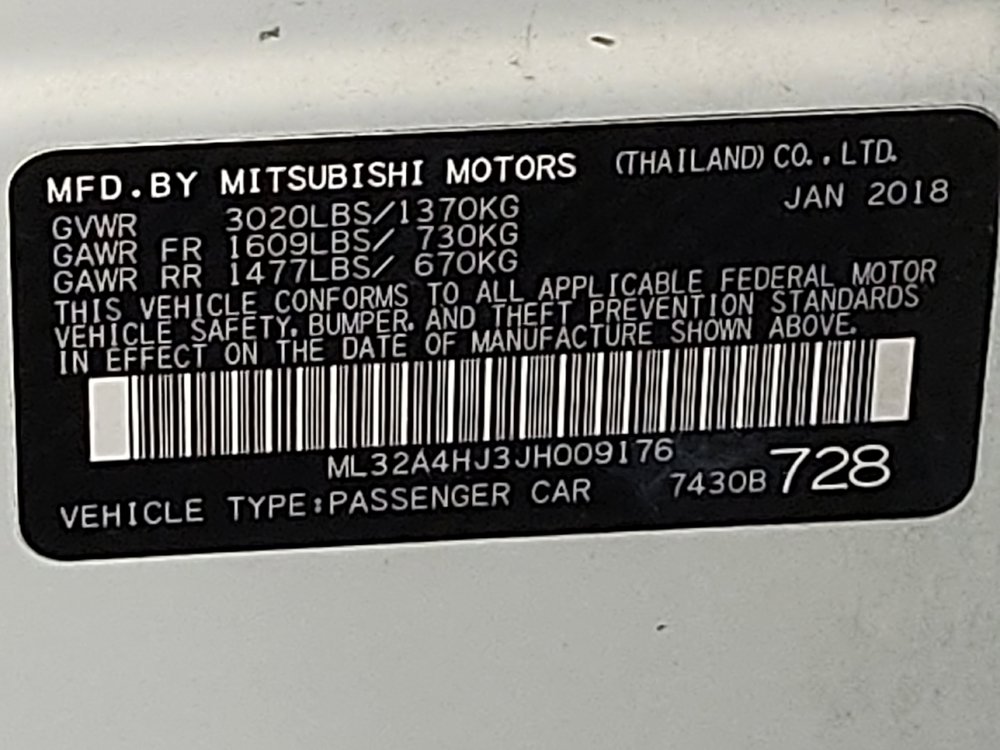 MFD.BY MITSUBISHI MOTORS (THAILAND) CO.,LTD.
GVWR 3020LBS/1370KG JAN 2018
GAWR FR 1609LBS/ 730KG
GAWR RR 1477LBS/ 670KG
THIS VEHICLE CONFORMS TO ALL APPLICABLE FEDERAL MOTOR
VEHICLE SAFETY, BUMPER, AND THEFT PREVENTION STANDARDS
IN EFFECT ON THE DATE OF MANUFACTURE SHOWN ABOVE.
ML32A4HJ3JH009176
VEHICLE TYPE:PASSENGER CAR 7430B 728